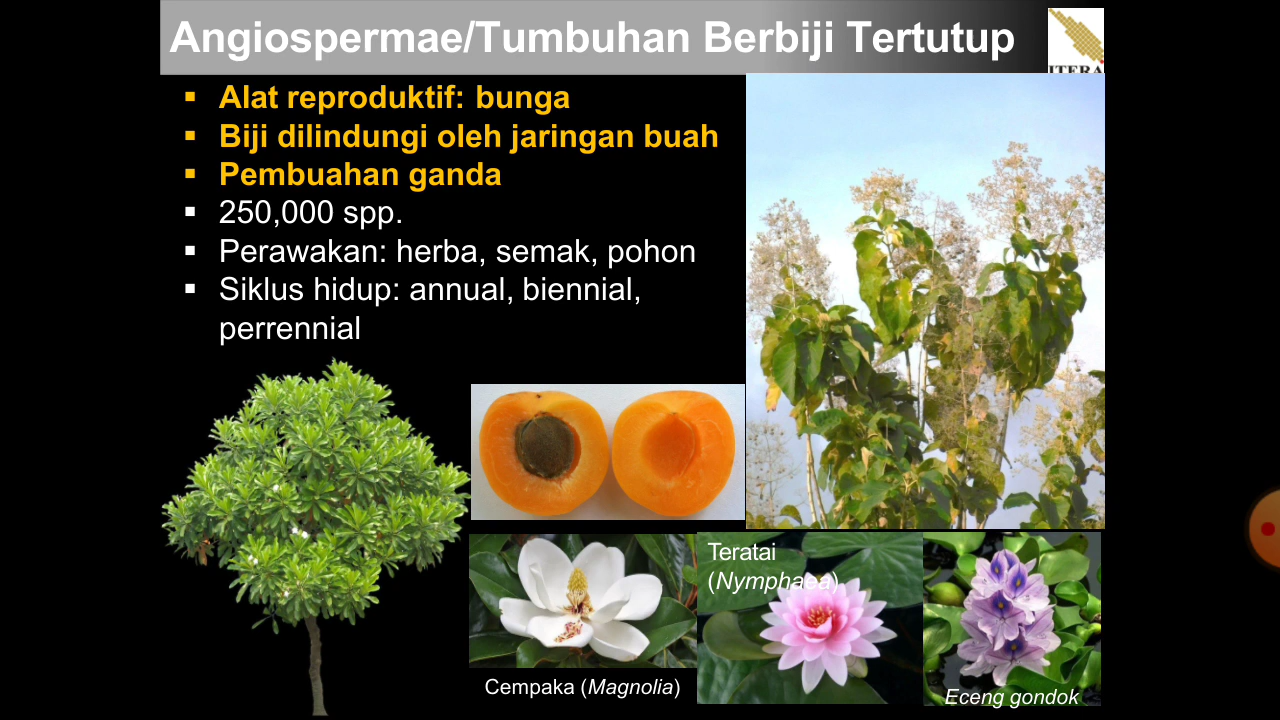 Angiospermae/Tumbuhan Berbiji Tertutup
ITERA
▪ Alat reproduktif: bunga
▪ Biji dilindungi oleh jaringan buah
▪ Pembuahan ganda
▪ 250,000 spp.
▪ Perawakan: herba, semak, pohon
▪ Siklus hidup: annual, biennial,
perrennial
Teratai
(Nymphaea)
Cempaka (Magnolia)
Eceng gondok